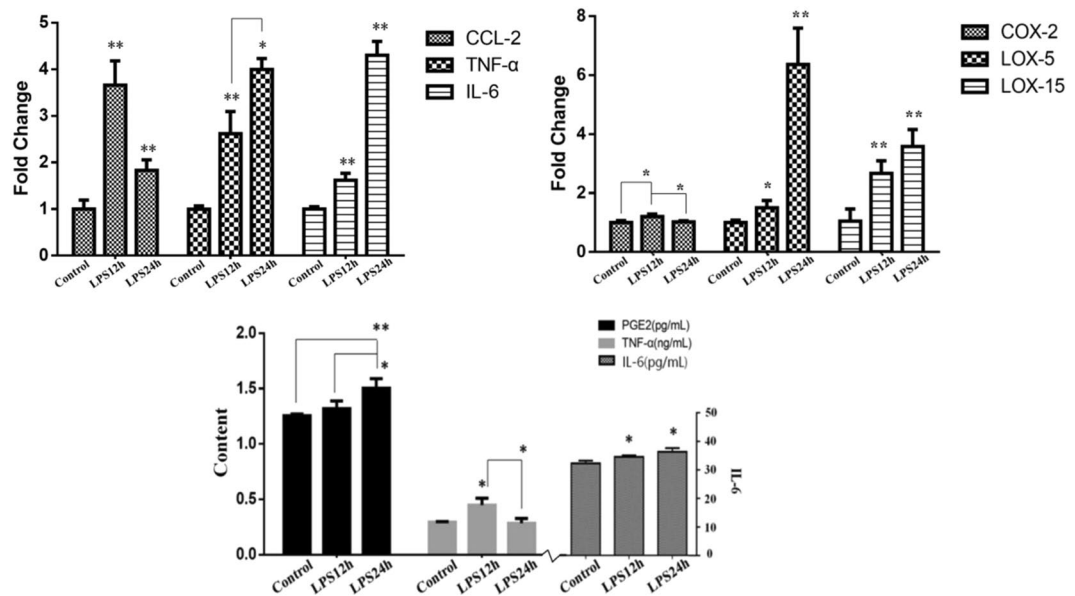 Fold Change
5
4
3
2
1
0
**
**
**
*
**
**
CCL-2
TNF-α
IL-6
Control
LPS12h
LPS24h
Control
LPS12h
LPS24h
Control
LPS12h
LPS24h
Fold Change
8
6
4
2
0
*
*
*
**
**
**
COX-2
LOX-5
LOX-15
Control
LPS12h
LPS24h
Control
LPS12h
LPS24h
Control
LPS12h
LPS24h
Content
2.0
1.5
1.0
0.5
0.0
**
*
*
*
*
*
PGE2(pg/mL)
TNF-α(ng/mL)
IL-6(pg/mL)
50
40
30
20
10
0
IL-6
Control
LPS12h
LPS24h
Control
LPS12h
LPS24h
Control
LPS12h
LPS24h